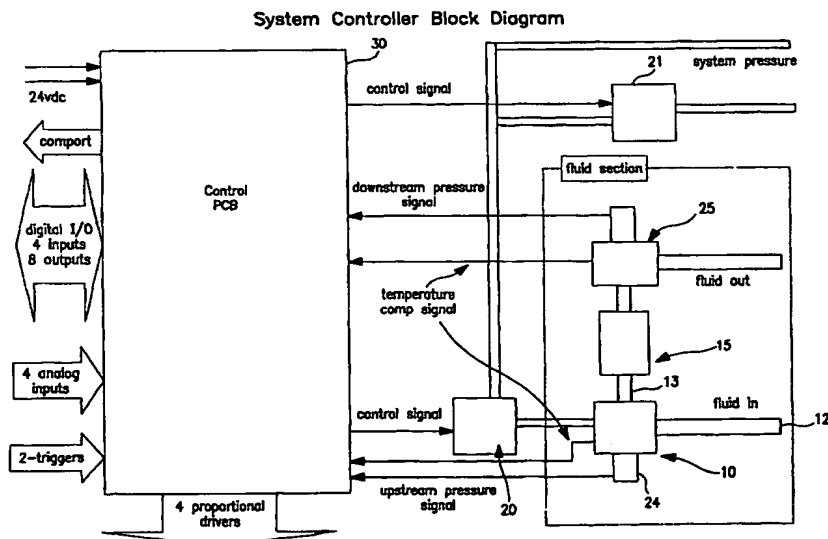 System Controller Block Diagram
30
21
system pressure
24vdc
control signal
comport
fluid section
Control
PCB
downstream pressure
signal
25
digital I/O
4 inputs
8 outputs
fluid out
temperature
comp signal
15
4 analog
inputs
13
control signal
fluid in
12
2-triggers
10
20
24
upstream pressure
signal
4 proportional
drivers